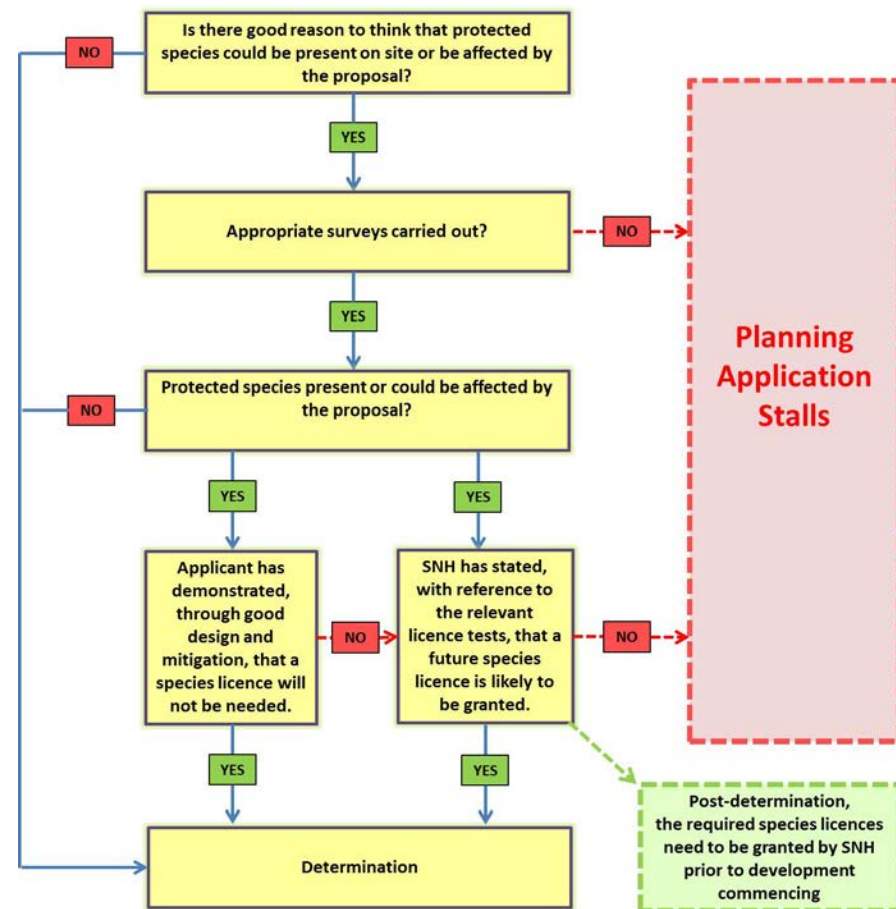 Is there good reason to think that protected
species could be present on site or be affected by
the proposal?
NO
YES
Appropriate surveys carried out?
NO
YES
Protected species present or could be affected by
the proposal?
NO
YES
YES
Applicant has
demonstrated,
through good
design and
mitigation, that a
species licence will
not be needed.
NO
SNH has stated,
with reference to
the relevant
licence tests, that a
future species
licence is likely to
be granted.
NO
Planning
Application
Stalls
YES
YES
Determination
Post-determination,
the required species licences
need to be granted by SNH
prior to development
commencing